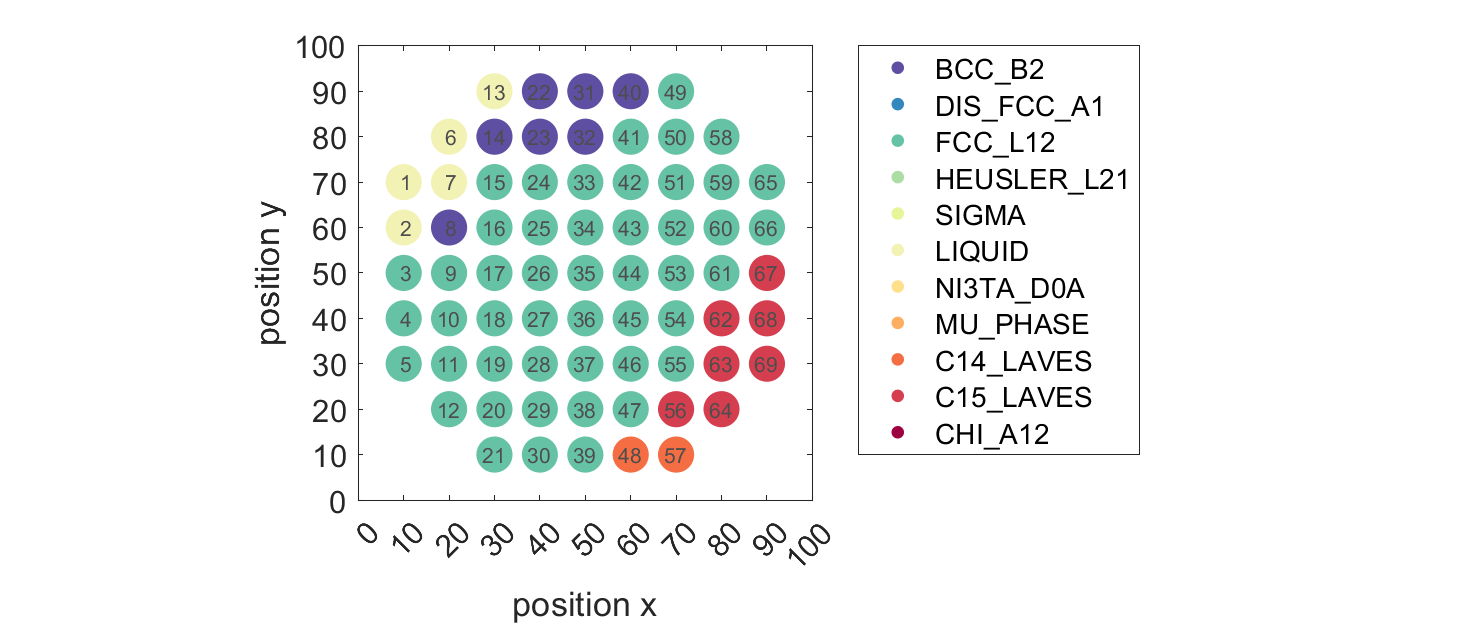 100
90
80
70
60
50
40
30
20
10
0
position y
13 22 31 40 49
6 14 23 32 41 50 58
1 7 15 24 33 42 51 59 65
2 8 16 25 34 43 52 60 66
3 9 17 26 35 44 53 61 67
4 10 18 27 36 45 54 62 68
5 11 19 28 37 46 55 63 69
12 20 29 38 47 56 64
21 30 39 48 57
0 10 20 30 40 50 60 70 80 90 100
position x
BCC_B2
DIS_FCC_A1
FCC_L12
HEUSLER_L21
SIGMA
LIQUID
NI3TA_D0A
MU_PHASE
C14_LAVES
C15_LAVES
CHI_A12